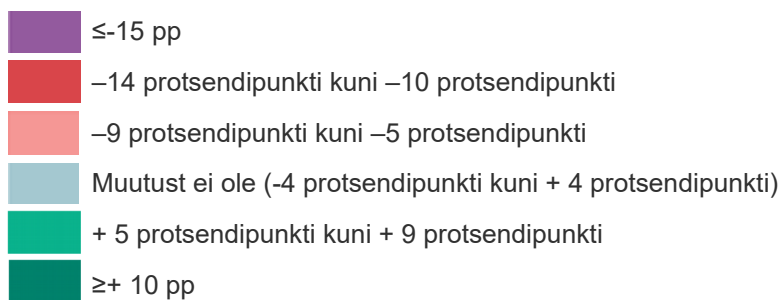 ≤-15 pp
–14 protsendipunkti kuni –10 protsendipunkti
–9 protsendipunkti kuni –5 protsendipunkti
Muutust ei ole (-4 protsendipunkti kuni + 4 protsendipunkti)
+ 5 protsendipunkti kuni + 9 protsendipunkti
≥+ 10 pp